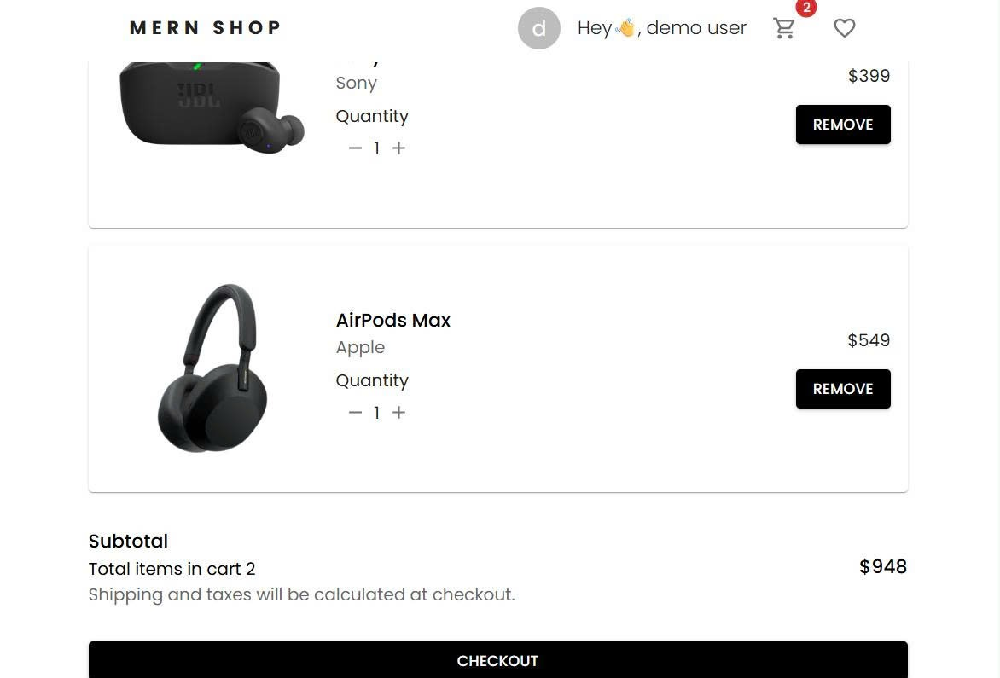 MERN SHOP
d
Hey👋, demo user
2
JBL
Sony
$399
Quantity
REMOVE
1
AirPods Max
Apple
$549
Quantity
REMOVE
1
Subtotal
Total items in cart 2
$948
Shipping and taxes will be calculated at checkout.
CHECKOUT